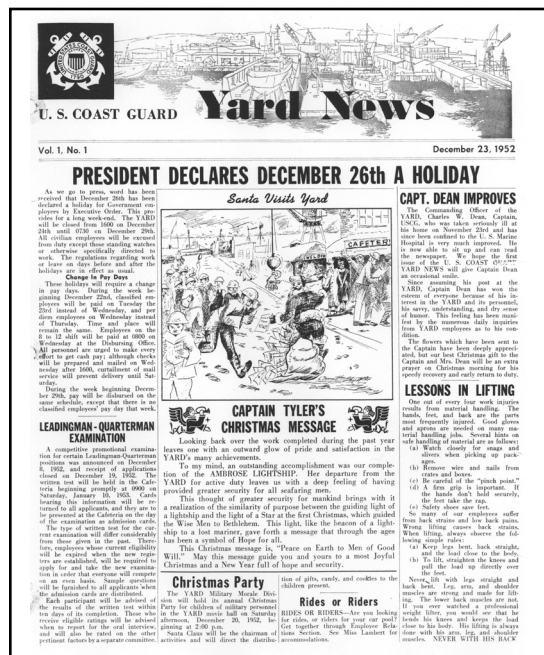 U. S. COAST GUARD Yard News
Vol. 1, No. 1
December 23, 1952
PRESIDENT DECLARES DECEMBER 26th A HOLIDAY
As we go to press, word has been
received that December 26th has been
declared a holiday for Government em-
ployees by Executive Order. This pro-
vides for a long week-end. The YARD
will be closed from 1600 on December
24th until 0730 on December 29th.
All civilian employees will be excused
from duty except those standing watches
or otherwise specifically directed to
work. The regulations regarding work
or leave on days before and after the
holidays are in effect as usual.
Change In Pay Days
These holidays will require a change
in pay days. During the week be-
ginning December 22nd, classified em-
ployees will be paid on Tuesday the
23rd instead of Wednesday, and per
diem employees on Wednesday instead
of Thursday. Time and place will
remain the same. Employees on the
8 to 12 shift will be paid at 0800 on
Wednesday at the Disbursing Office.
All personnel are urged to make every
effort to get cash pay; although checks
will be prepared and mailed on Wed-
nesday after 1600, curtailment of mail
service will prevent delivery until Sat-
urday.
During the week beginning Decem-
ber 29th, pay will be disbursed on the
same schedule, except that there is no
classified employees' pay day that week.
LEADINGMAN - QUARTERMAN
EXAMINATION
A competitive promotional examina-
tion for certain Leadingman-Quarterman
positions was announced on December
8, 1952, and receipt of applications
closed on December 19, 1952. The
written test will be held in the Cafe-
teria beginning promptly at 0900 on
Saturday, January 10, 1953. Cards
bearing this information will be re-
turned to all applicants, and they are to
be presented at the Cafeteria on the day
of the examination as admission cards.
The type of written test for the cur-
rent examination will differ considerably
from those given in the past. There-
fore, employees whose current eligibility
will be expired when the new regis-
ters are established, will be required to
apply for and take the new examina-
tion in order that everyone will compete
on an even basis. Sample questions
will be furnished to all applicants when
the admission cards are distributed.
Each participant will be advised of
the results of the written test within
ten days of its completion. Those who
receive eligible ratings will be advised
when to report for the oral interview,
and will also be rated on the other
pertinent factors by a separate committee.
Santa Visits Yard
CAFETER
CAPTAIN TYLER'S
CHRISTMAS MESSAGE
Looking back over the work completed during the past year
leaves one with an outward glow of pride and satisfaction in the
YARD's many achievements.
To my mind, an outstanding accomplishment was our comple-
tion of the AMBROSE LIGHTSHIP. Her departure from the
YARD for active duty leaves us with a deep feeling of having
provided greater security for all seafaring men.
This thought of greater security for mankind brings with it
a realization of the similarity of purpose between the guiding light of
a lightship and the light of a Star at the first Christmas, which guided
the Wise Men to Bethlehem. This light, like the beacon of a light-
ship to a lost mariner, gave forth a message that through the ages
has been a symbol of Hope for all.
This Christmas message is, "Peace on Earth to Men of Good
Will." May this message guide you and yours to a most Joyful
Christmas and a New Year full of hope and security.
Christmas Party
The YARD Military Morale Divi-
sion will hold its annual Christmas
Party for children of military personnel
in the YARD movie hall on Saturday
afternoon, December 20, 1952, be-
ginning at 2:00 p.m.
Santa Claus will be the chairman of
activities and will direct the distribu-
tion of gifts, candy, and cookies to the
children present.
Rides or Riders
RIDES OR RIDERS—Are you looking
for rides, or riders for your car pool?
Get together through Employee Rela-
tions Section. See Miss Lambert for
accommodations.
CAPT. DEAN IMPROVES
The Commanding Officer of the
YARD, Charles W. Dean, Captain,
USCG, who was taken seriously ill at
his home on November 23rd and has
since been confined to the U. S. Marine
Hospital is very much improved. He
is now able to sit up and can read
the newspaper. We hope the first
issue of the U. S. COAST GUARD
YARD NEWS will give Captain Dean
an occasional smile.
Since assuming his post at the
YARD, Captain Dean has won the
esteem of everyone because of his in-
terest in the YARD and its personnel,
his savvy, understanding, and dry sense
of humor. This feeling has been mani-
fest by the numerous daily inquiries
from YARD employees as to his con-
dition.
The flowers which have been sent to
the Captain have been deeply appreci-
ated, but our best Christmas gift to the
Captain and Mrs. Dean will be an extra
prayer on Christmas morning for his
speedy recovery and early return to duty.
LESSONS IN LIFTING
One out of every four work injuries
results from material handling. The
hands, feet, and back are the parts
most frequently injured. Good gloves
and aprons are needed on many ma-
terial handling jobs. Several hints on
safe handling of material are as follows:
(a) Watch closely for snags and
slivers when picking up pack-
ages.
(b) Remove wire and nails from
crates and boxes.
(c) Be careful of the "pinch point."
(d) A firm grip is important. If
the hands don't hold securely,
the feet take the rap.
(e) Safety shoes save feet.
So many of our employees suffer
from back strains and low back pains.
Wrong lifting causes back strains.
When lifting, always observe the fol-
lowing simple rules:
(a) Keep legs bent, back straight,
and the load close to the body.
(b) To lift, straighten the knees and
pull the load up directly over
the feet.
Never lift with legs straight and
back bent. Leg, arm, and shoulder
muscles are strong and made for lift-
ing. The lower back muscles are not.
If you ever watched a professional
weight lifter, you would see that he
bends his knees and keeps the load
close to his body. His lifting is always
done with his arm, leg, and shoulder
muscles. NEVER WITH HIS BACK